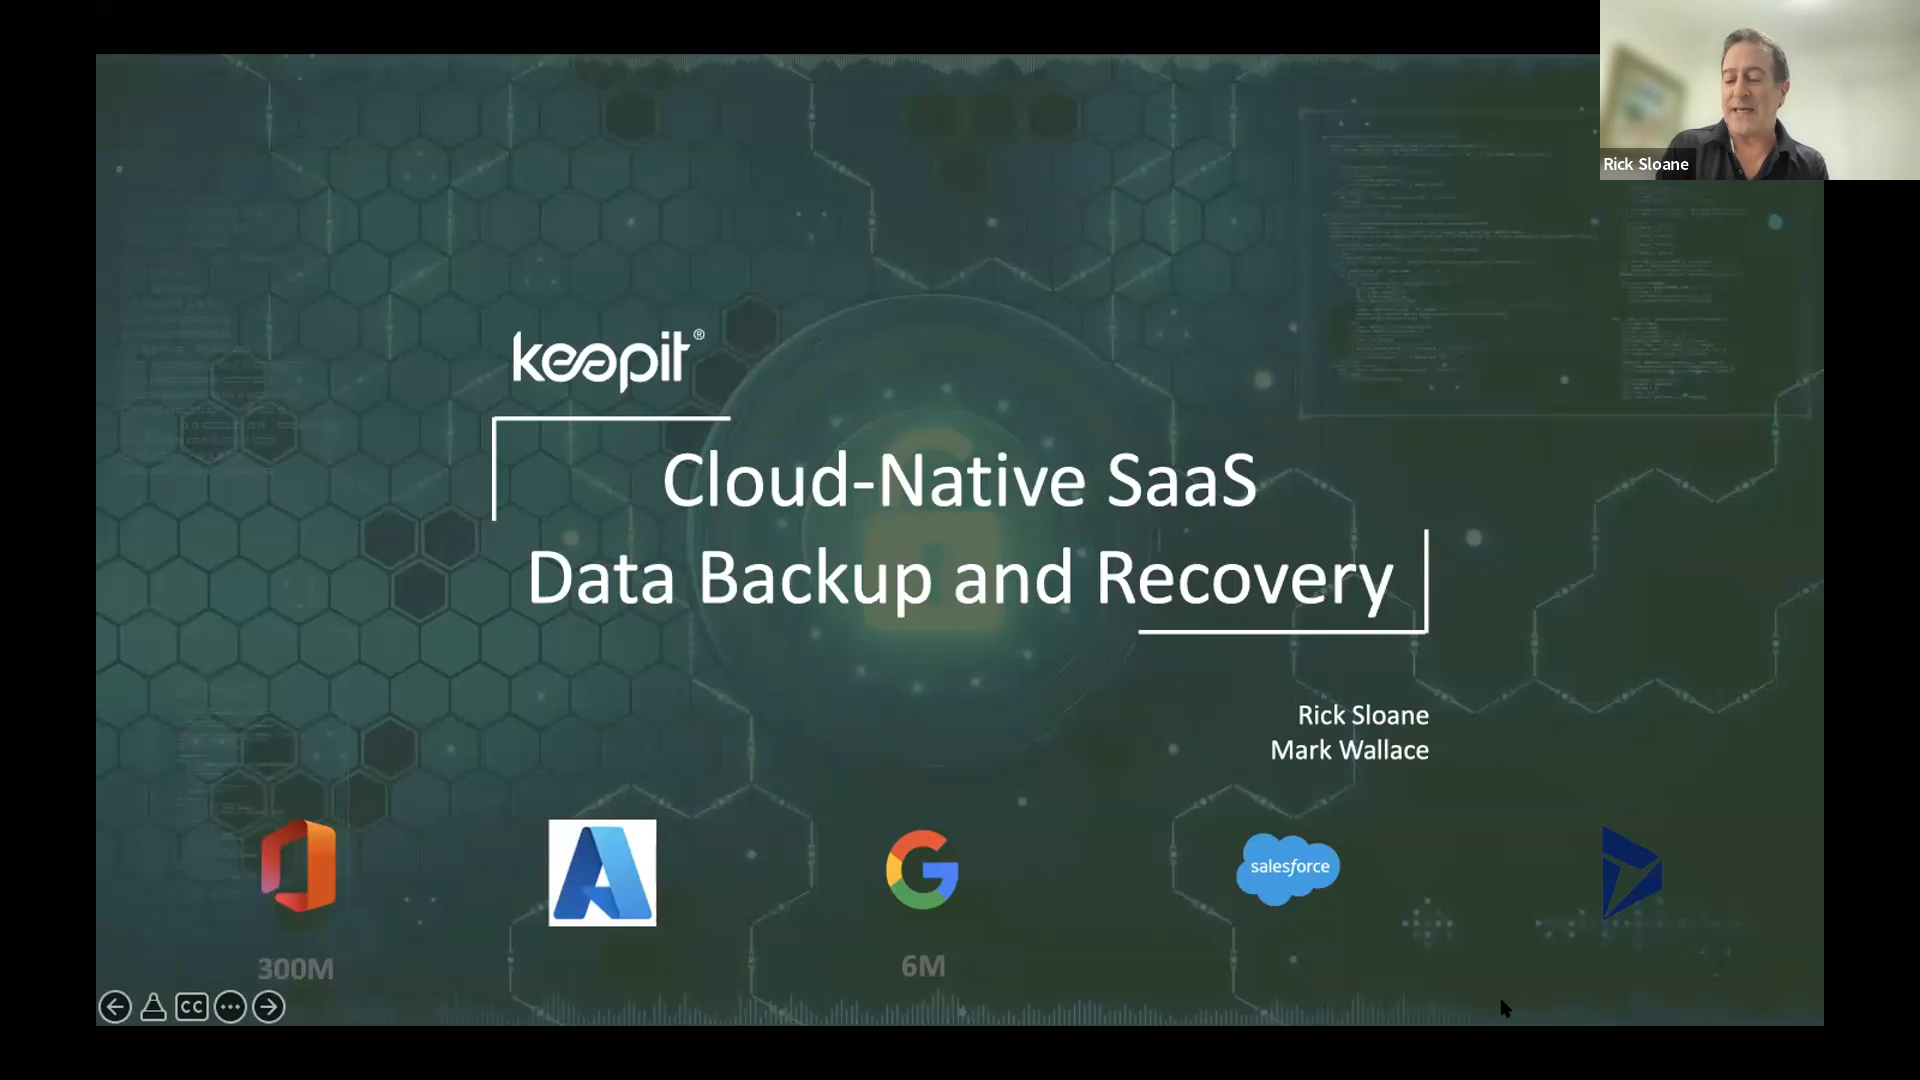 Rick Sloane
keepit®
Cloud-Native SaaS
Data Backup and Recovery
Rick Sloane
Mark Wallace
salesforce
300M
6M
CC